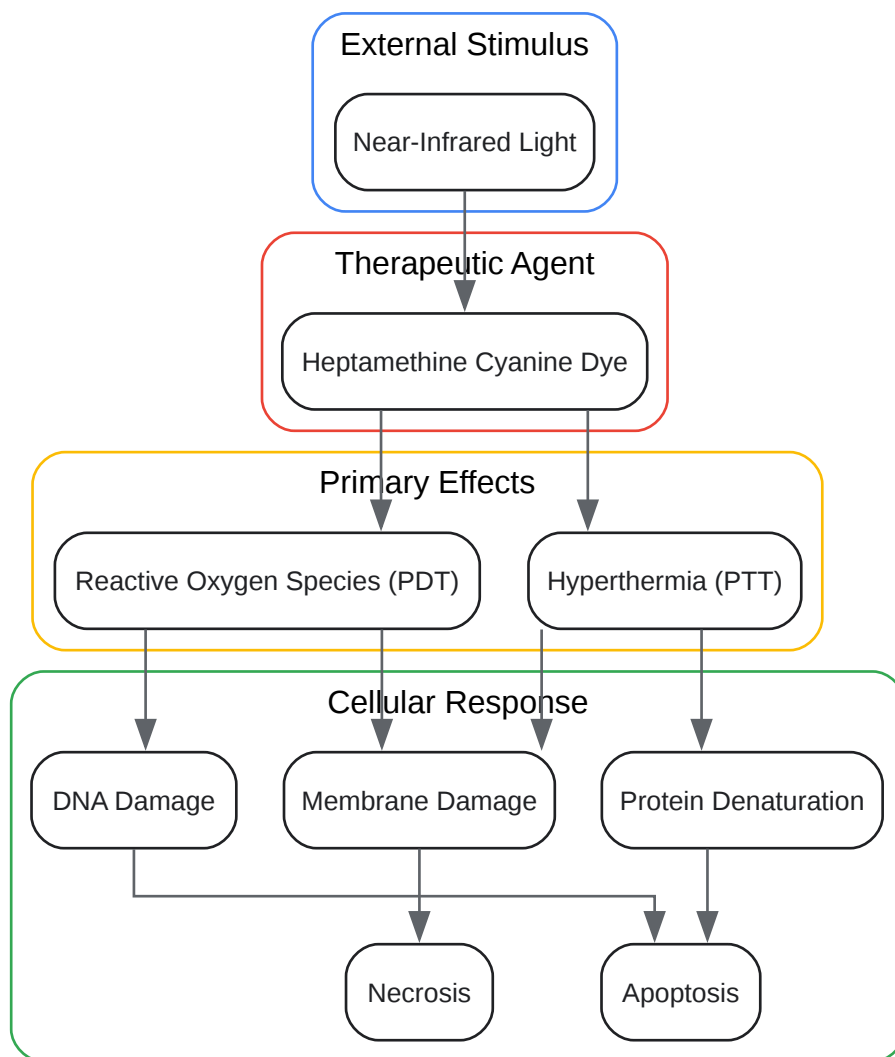 External Stimulus
Near-Infrared Light
Therapeutic Agent
Heptamethine Cyanine Dye
Primary Effects
Reactive Oxygen Species (PDT)
Hyperthermia (PTT)
Cellular Response
DNA Damage
Membrane Damage
Protein Denaturation
Necrosis
Apoptosis